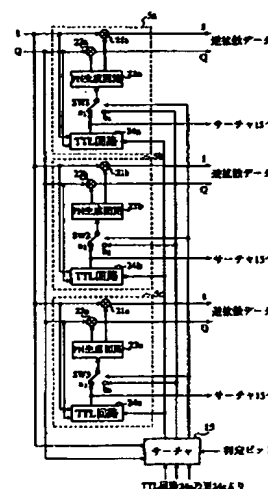 5a
I
I
逆拡散データ
Q
Q
22a
21a
PN生成回路
23a
SW1
a1
b1
サーチャ15へ
TTL回路
24a
5b
I
逆拡散データ
22b
21b
Q
PN生成回路
23b
SW2
a2
サーチャ15へ
TTL回路
24b
5c
I
逆拡散データ
21c
Q
PN生成回路
SW3
a3
サーチャ15へ
TTL回路
24c
15
サーチャ
判定ビット
TTL回路24a乃至24cより